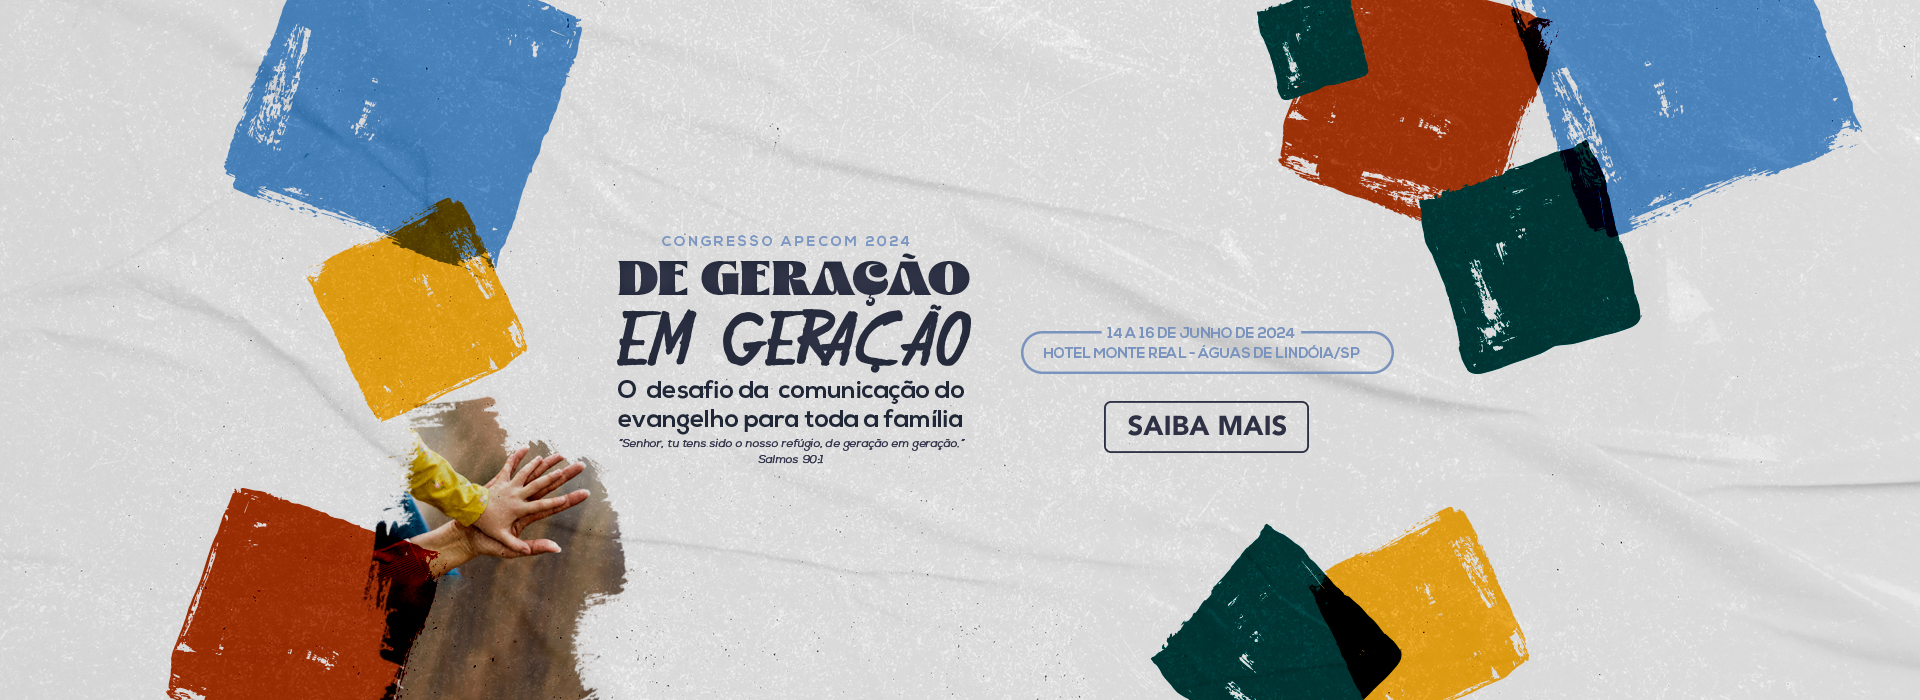 CONGRESSO APECOM 2024
DE GERAÇÃO
EM GERAÇÃO
O desafio da comunicação do
evangelho para toda a família
"Senhor, tu tens sido o nosso refúgio, de geração em geração."
Salmos 90:1
14 A 16 DE JUNHO DE 2024
HOTEL MONTE REAL - ÁGUAS DE LINDÓIA/SP
SAIBA MAIS